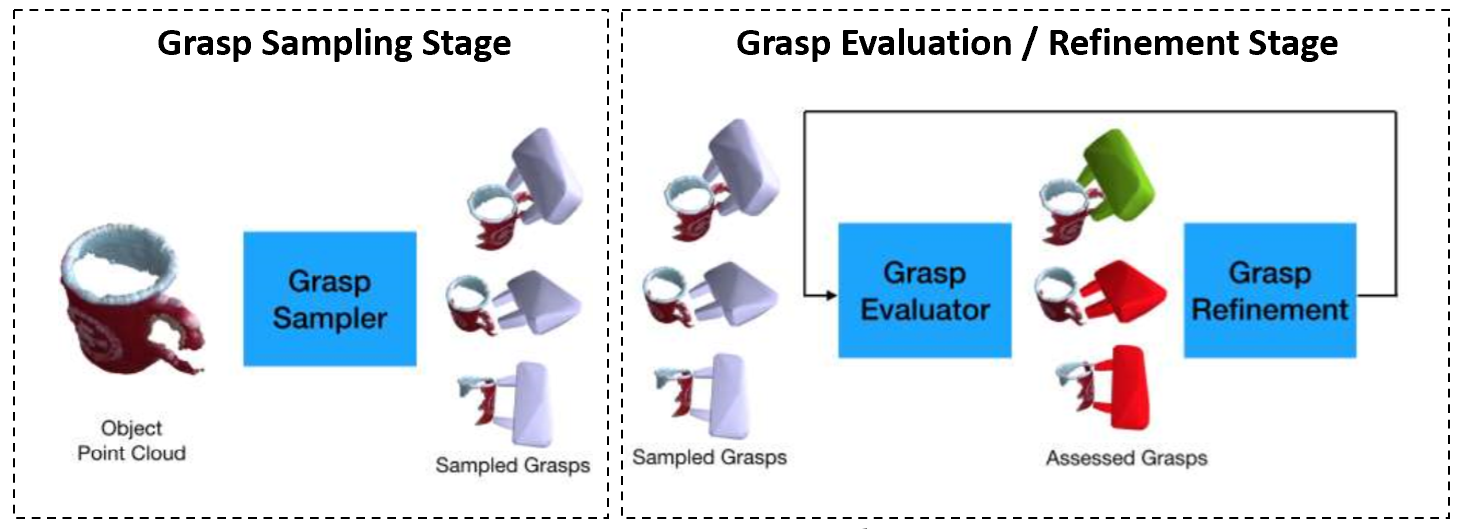 Grasp Sampling Stage
Object
Point Cloud
Grasp
Sampler
Sampled Grasps
Grasp Evaluation / Refinement Stage
Sampled Grasps
Grasp
Evaluator
Assessed Grasps
Grasp
Refinement